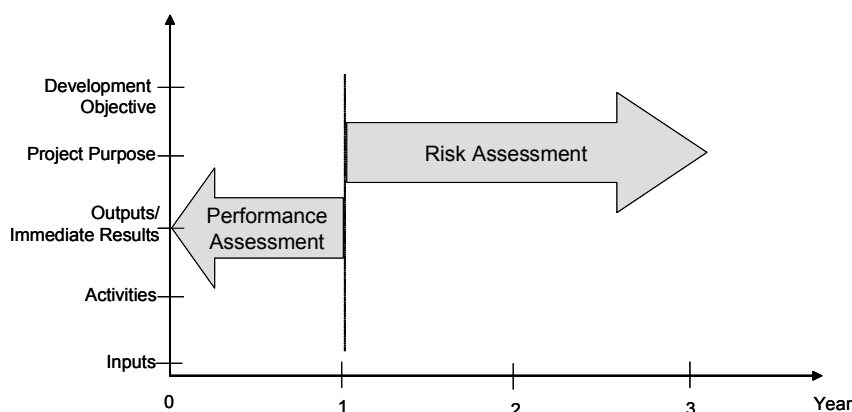 Development
Objective
Project Purpose
Risk Assessment
Outputs/
Immediate Results
Performance
Assessment
Activities
Inputs
0
1
2
3
Year